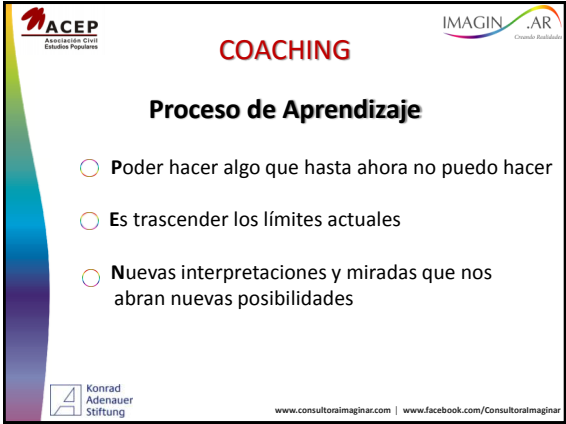 ACEP
Asociación Civil
Estudios Populares
IMAGIN .AR
Creando Realidades
COACHING
Proceso de Aprendizaje
Poder hacer algo que hasta ahora no puedo hacer
Es trascender los límites actuales
Nuevas interpretaciones y miradas que nos
abran nuevas posibilidades
Konrad
Adenauer
Stiftung
www.consultoraimaginar.com | www.facebook.com/ConsultoraImaginar